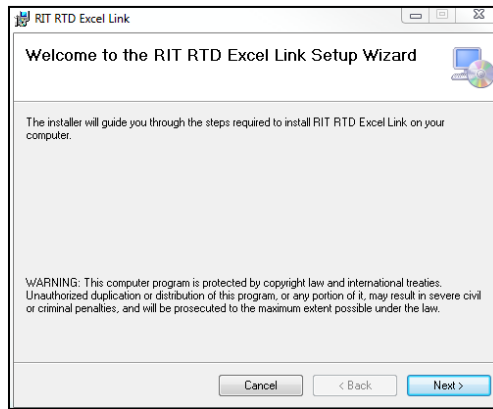 RIT RTD Excel Link
Welcome to the RIT RTD Excel Link Setup Wizard
The installer will guide you through the steps required to install RIT RTD Excel Link on your
computer.
WARNING: This computer program is protected by copyright law and international treaties.
Unauthorized duplication or distribution of this program, or any portion of it, may result in severe civil
or criminal penalties, and will be prosecuted to the maximum extent possible under the law.
Cancel < Back Next >